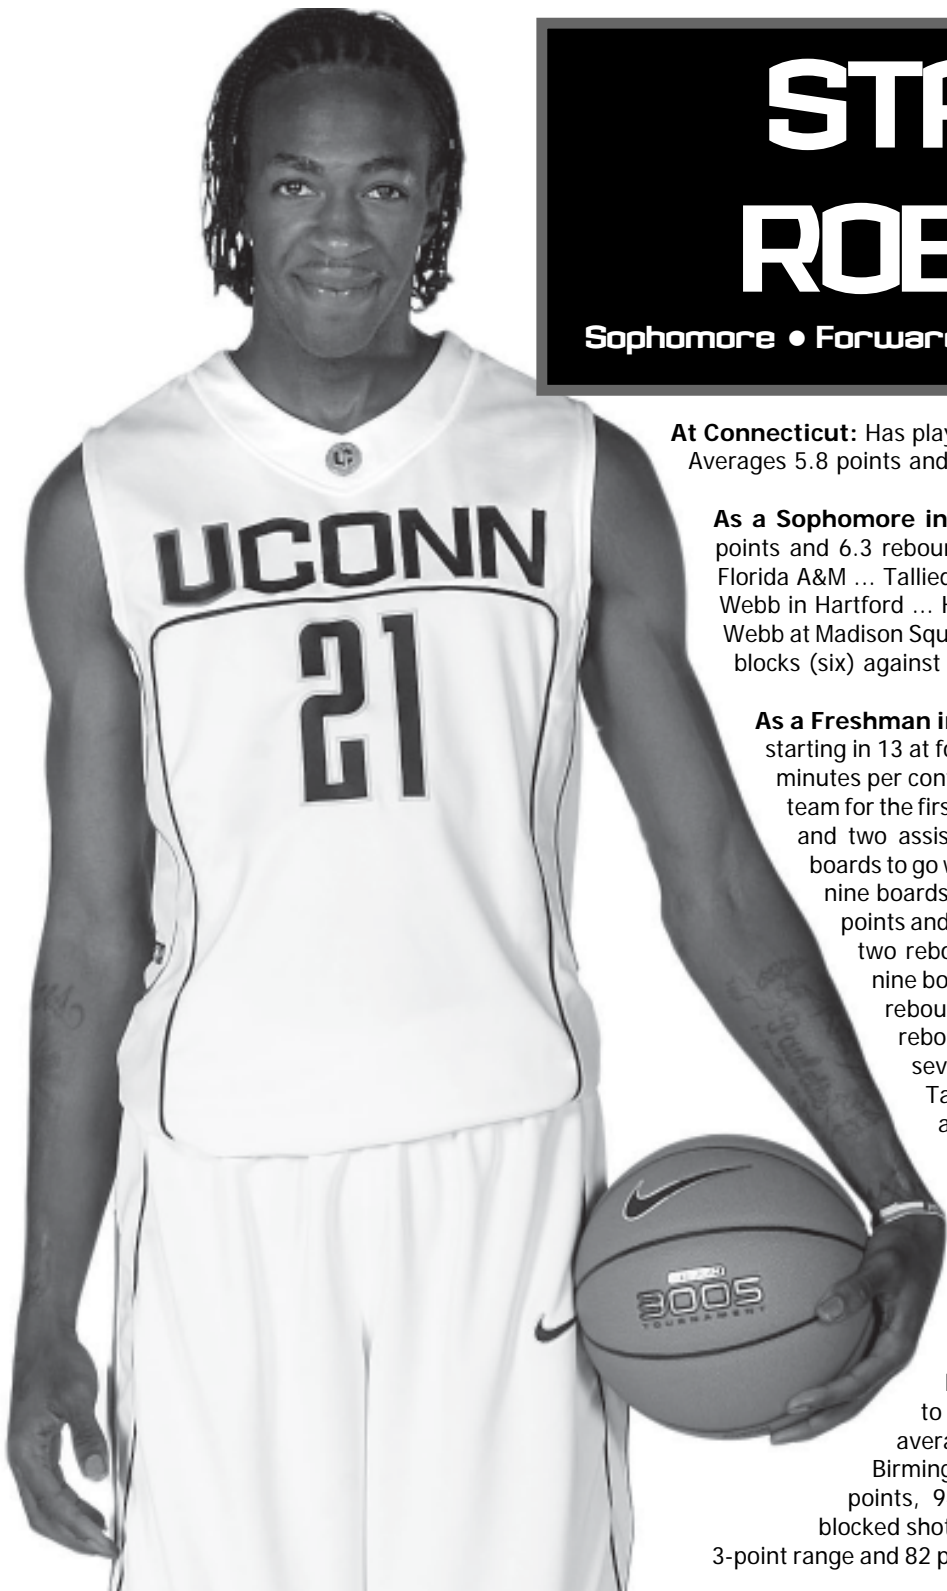 STA
ROB
Sophomore • Forward
At Connecticut: Has play
Averages 5.8 points and
As a Sophomore in
points and 6.3 rebour
Florida A&M … Tallied
Webb in Hartford … H
Webb at Madison Squ
blocks (six) against
As a Freshman in
starting in 13 at fo
minutes per con
team for the firs
and two assis
boards to go w
nine boards
points and
two rebo
nine bo
rebou
rebo
sev
Ta
a
to
avera
Birming
points, 9
blocked shot
3-point range and 82 p
UCONN
21
3005
TOURNAMENT